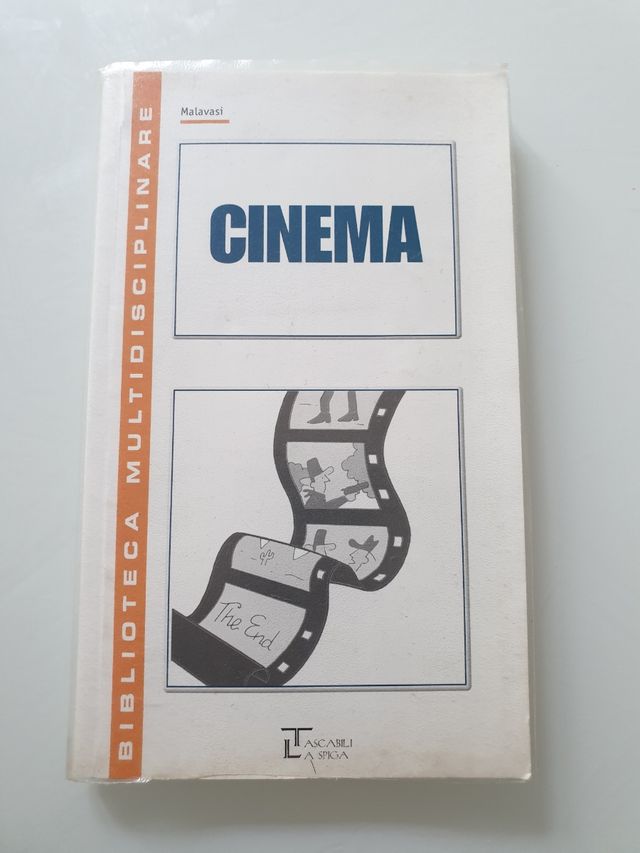 BIBLIOTECA MULTIDISCIPLINARE
Malavasi
CINEMA
The End
TASCABILI
LA SPIGA